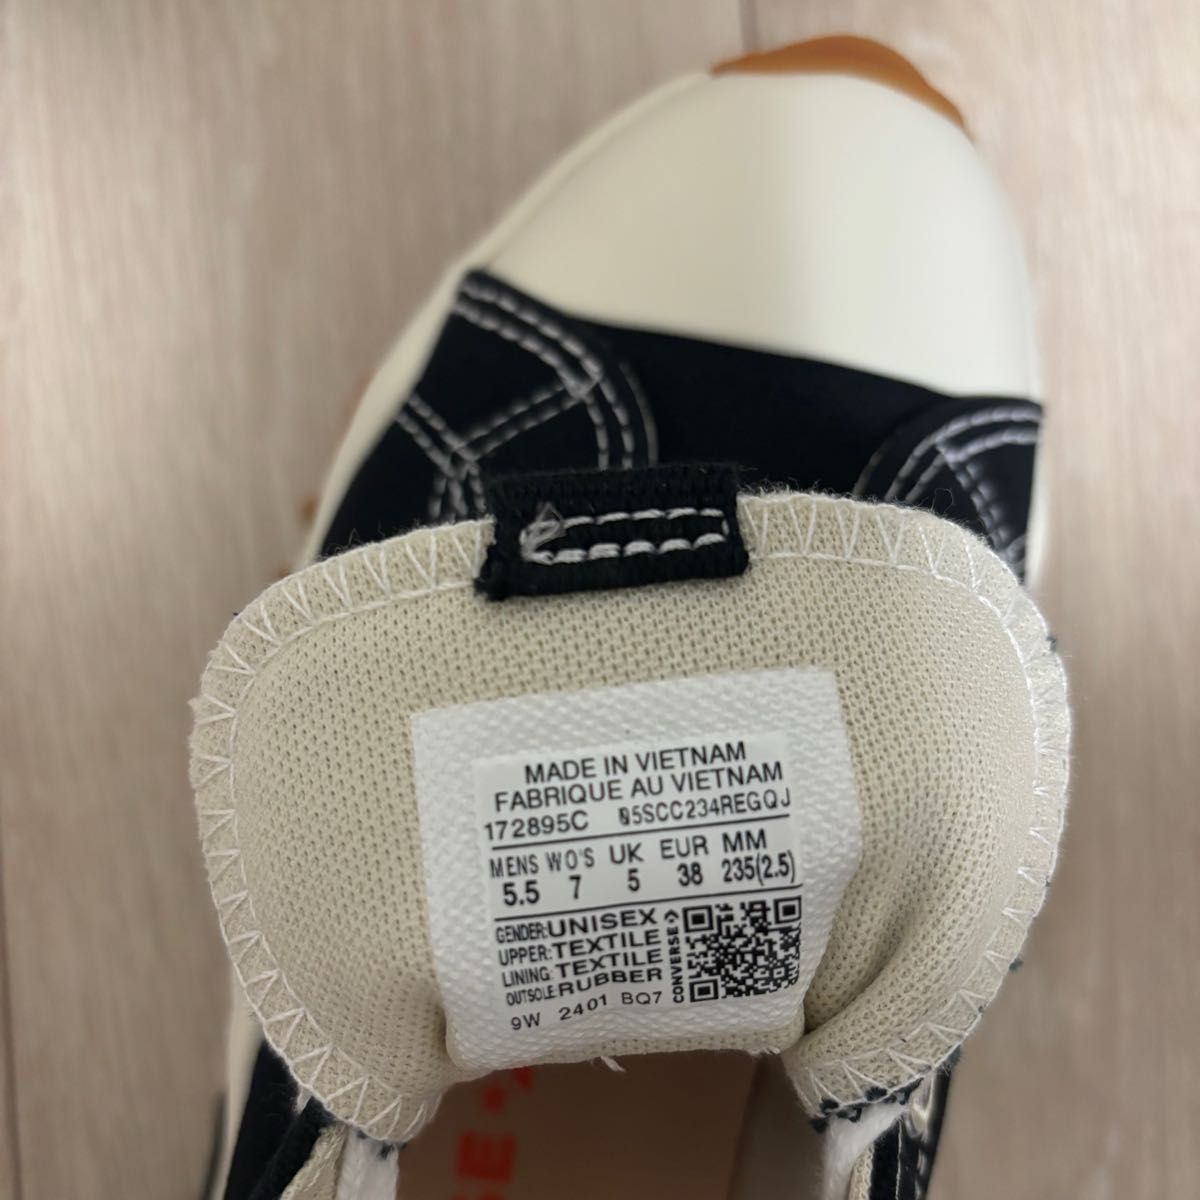 MADE IN VIETNAM
FABRIQUE AU VIETNAM
172895C 05SCC234REGQJ
MENS WO'S UK EUR MM
5.5 7 5 38 235(2.5)
GENDER:UNISEX
UPPER:TEXTILE
LINING:TEXTILE
OUTSOLE:RUBBER
CONVERSE
9W 2401 BQ7